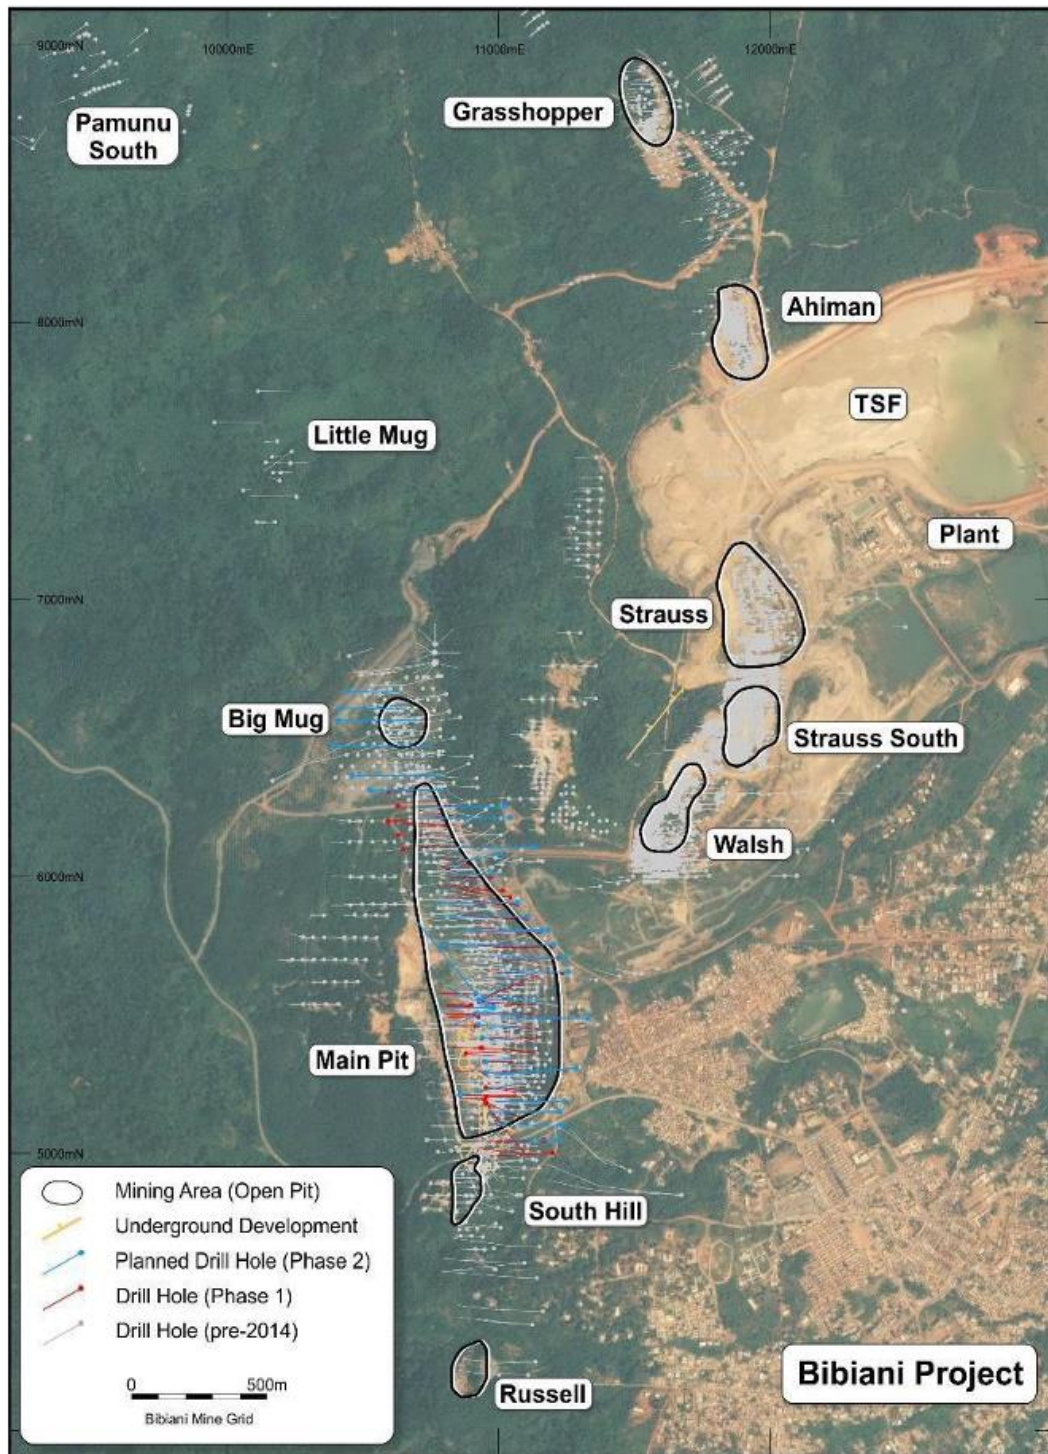 9000mN
10000mE
11000mE
12000mE
Grasshopper
Pamunu
South
Ahiman
8000mN
TSF
Little Mug
Plant
7000mN
Strauss
Big Mug
Strauss South
Walsh
6000mN
Main Pit
5000mN
South Hill
Russell
Mining Area (Open Pit)
Underground Development
Planned Drill Hole (Phase 2)
Drill Hole (Phase 1)
Drill Hole (pre-2014)
0 500m
Bibiani Mine Grid
Bibiani Project